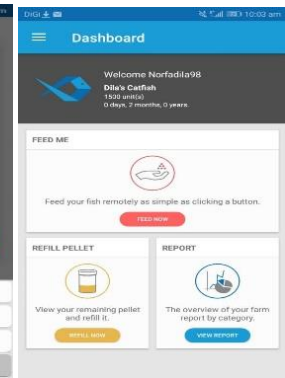 DiGi 10:03 am
Dashboard
Welcome Norfadila98
Dila's Catfish
1500 unit(s)
0 days, 2 months, 0 years.
FEED ME
Feed your fish remotely as
simple as clicking a button.
FEED NOW
REFILL PELLET
View your remaining pellet
and refill it.
REFILL NOW
REPORT
The overview of your farm
report by category.
VIEW REPORT